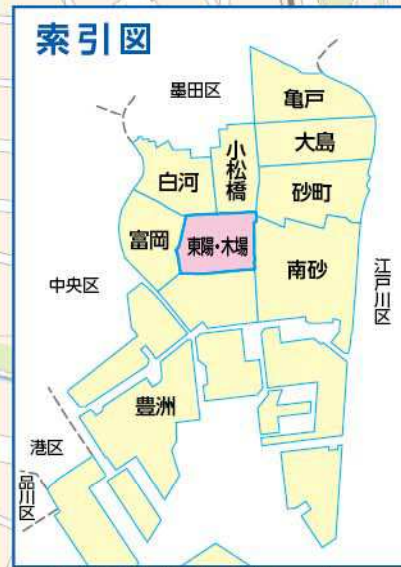 索引図
墨田区
亀戸
大島
小松橋
白河
砂町
富岡
東陽・木場
南砂
江戸川区
中央区
豊洲
港区
品川区